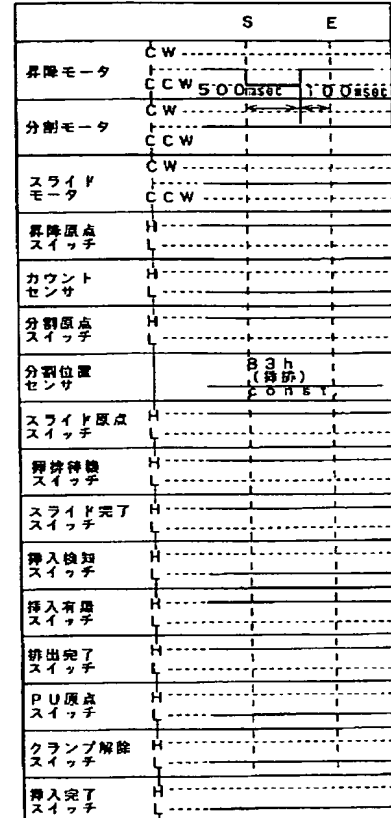 S E
昇降モータ
CW
CCW
500msec
100msec
分割モータ
CW
CCW
スライド
モータ
CW
CCW
昇降原点
スイッチ
H
L
カウント
センサ
H
L
分割原点
スイッチ
H
L
分割位置
センサ
83h
(挿排)
const
スライド原点
スイッチ
H
L
挿排待機
スイッチ
H
L
スライド完了
スイッチ
H
L
挿入検知
スイッチ
H
L
挿入有無
スイッチ
H
L
排出完了
スイッチ
H
L
PU原点
スイッチ
H
L
クランプ解除
スイッチ
H
L
挿入完了
スイッチ
H
L